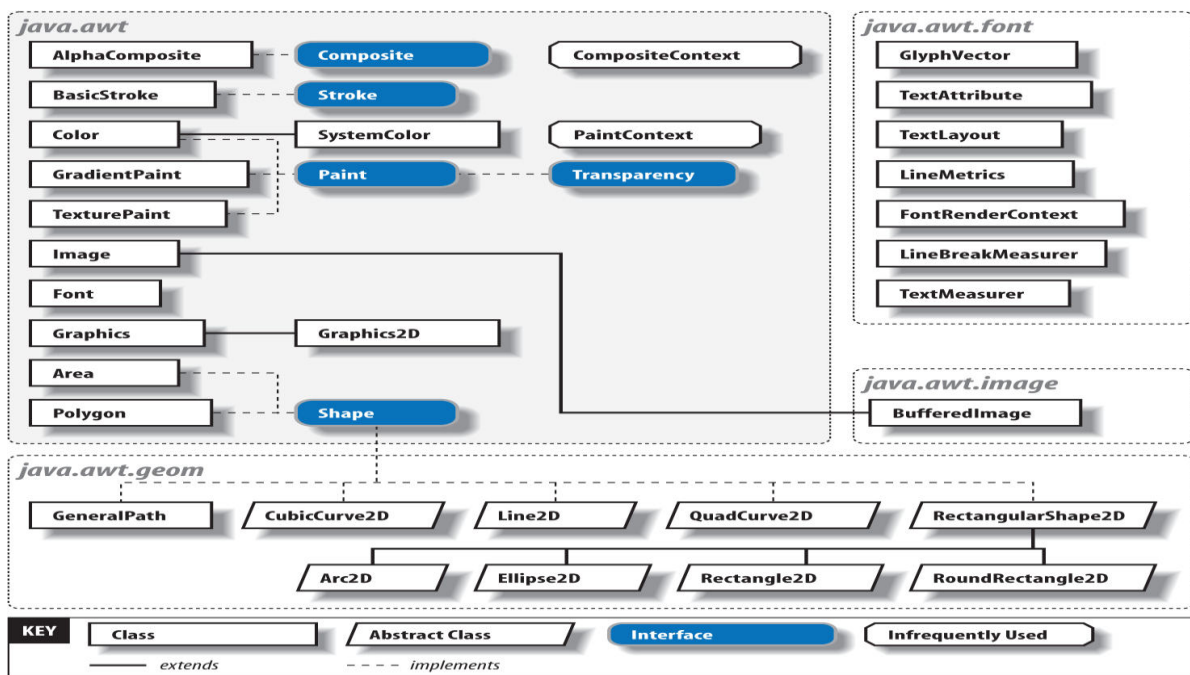 java.awt
AlphaComposite
Composite
CompositeContext
BasicStroke
Stroke
Color
SystemColor
PaintContext
GradientPaint
Paint
Transparency
TexturePaint
Image
Font
Graphics
Graphics2D
Area
Polygon
Shape
java.awt.font
GlyphVector
TextAttribute
TextLayout
LineMetrics
FontRenderContext
LineBreakMeasurer
TextMeasurer
java.awt.image
BufferedImage
java.awt.geom
GeneralPath
CubicCurve2D
Line2D
QuadCurve2D
RectangularShape2D
Arc2D
Ellipse2D
Rectangle2D
RoundRectangle2D
KEY
Class
Abstract Class
Interface
Infrequently Used
extends
implements